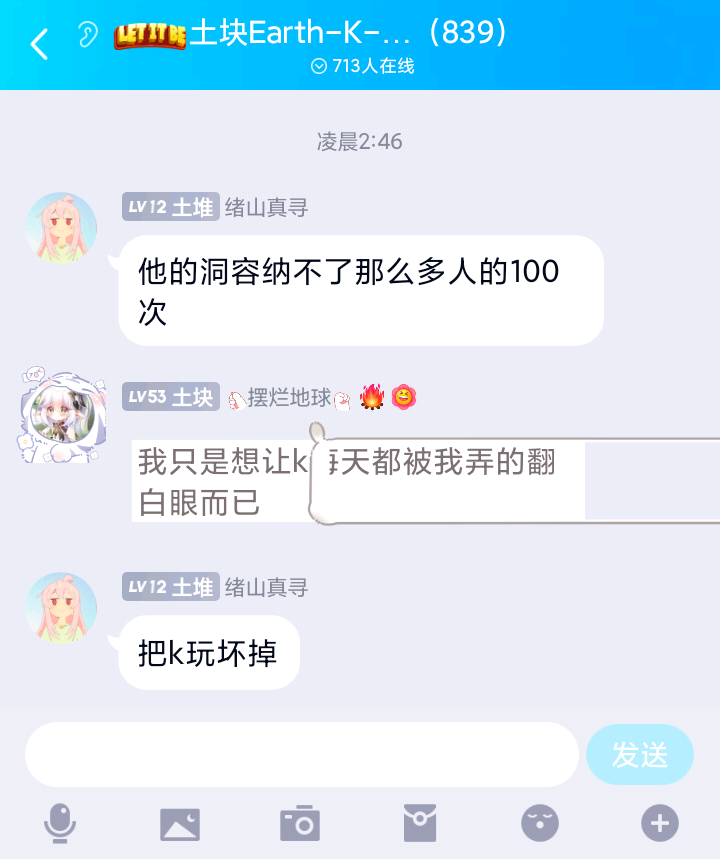 LET IT BE土块Earth-K-...（839）
713人在线
凌晨2:46
LV12 土堆 绪山真寻
他的洞容纳不了那么多人的100
次
LV53 土块 摆烂地球
我只是想让k每天都被我弄的翻
白眼而已
LV12 土堆 绪山真寻
把k玩坏掉
发送